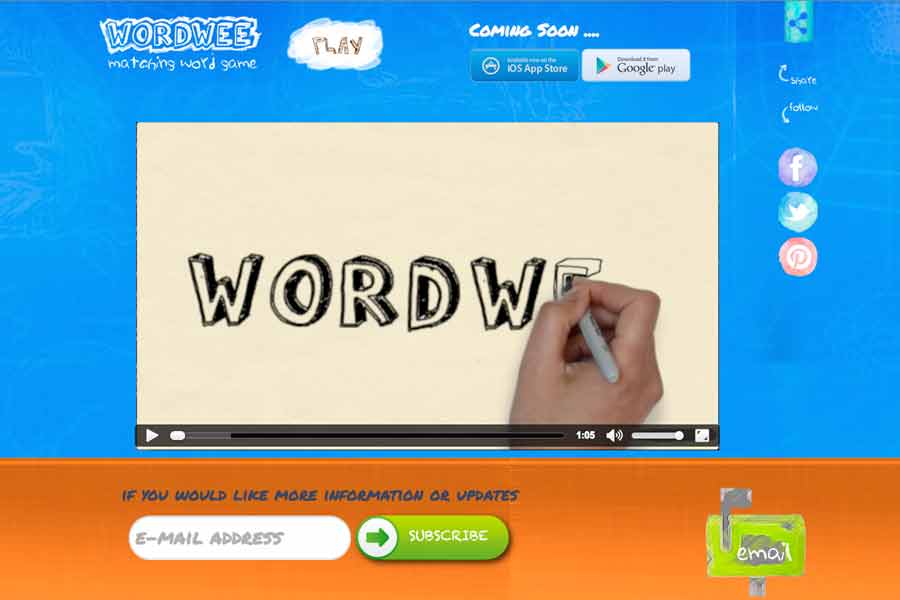 WORDWEE
matching word game
PLAY
Coming Soon ....
Available now on the
iOS App Store
Download it from
Google play
share
follow
f
WORDWE
1:05
IF YOU WOULD LIKE MORE INFORMATION OR UPDATES
E-MAIL ADDRESS
SUBSCRIBE
email